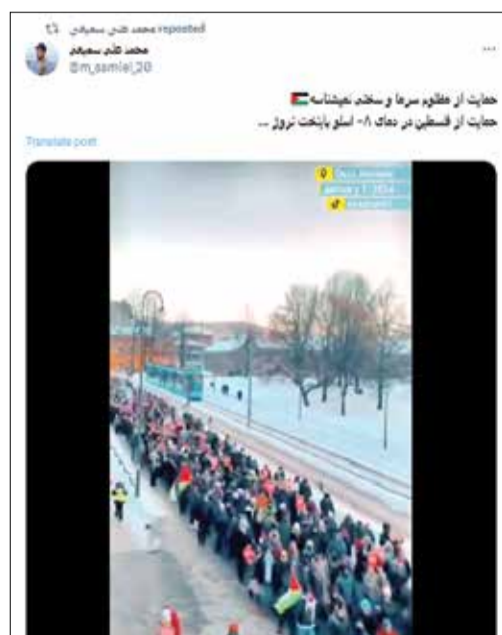 محمد علی سمیعی reposted
محمد علی سمیعی
@m_samiei_20
حمایت از مظلوم سرما و سختی نمیشناسه🇵🇸
حمایت از فلسطین در دمای ۸- اسلو پایتخت نروژ ...
Translate post